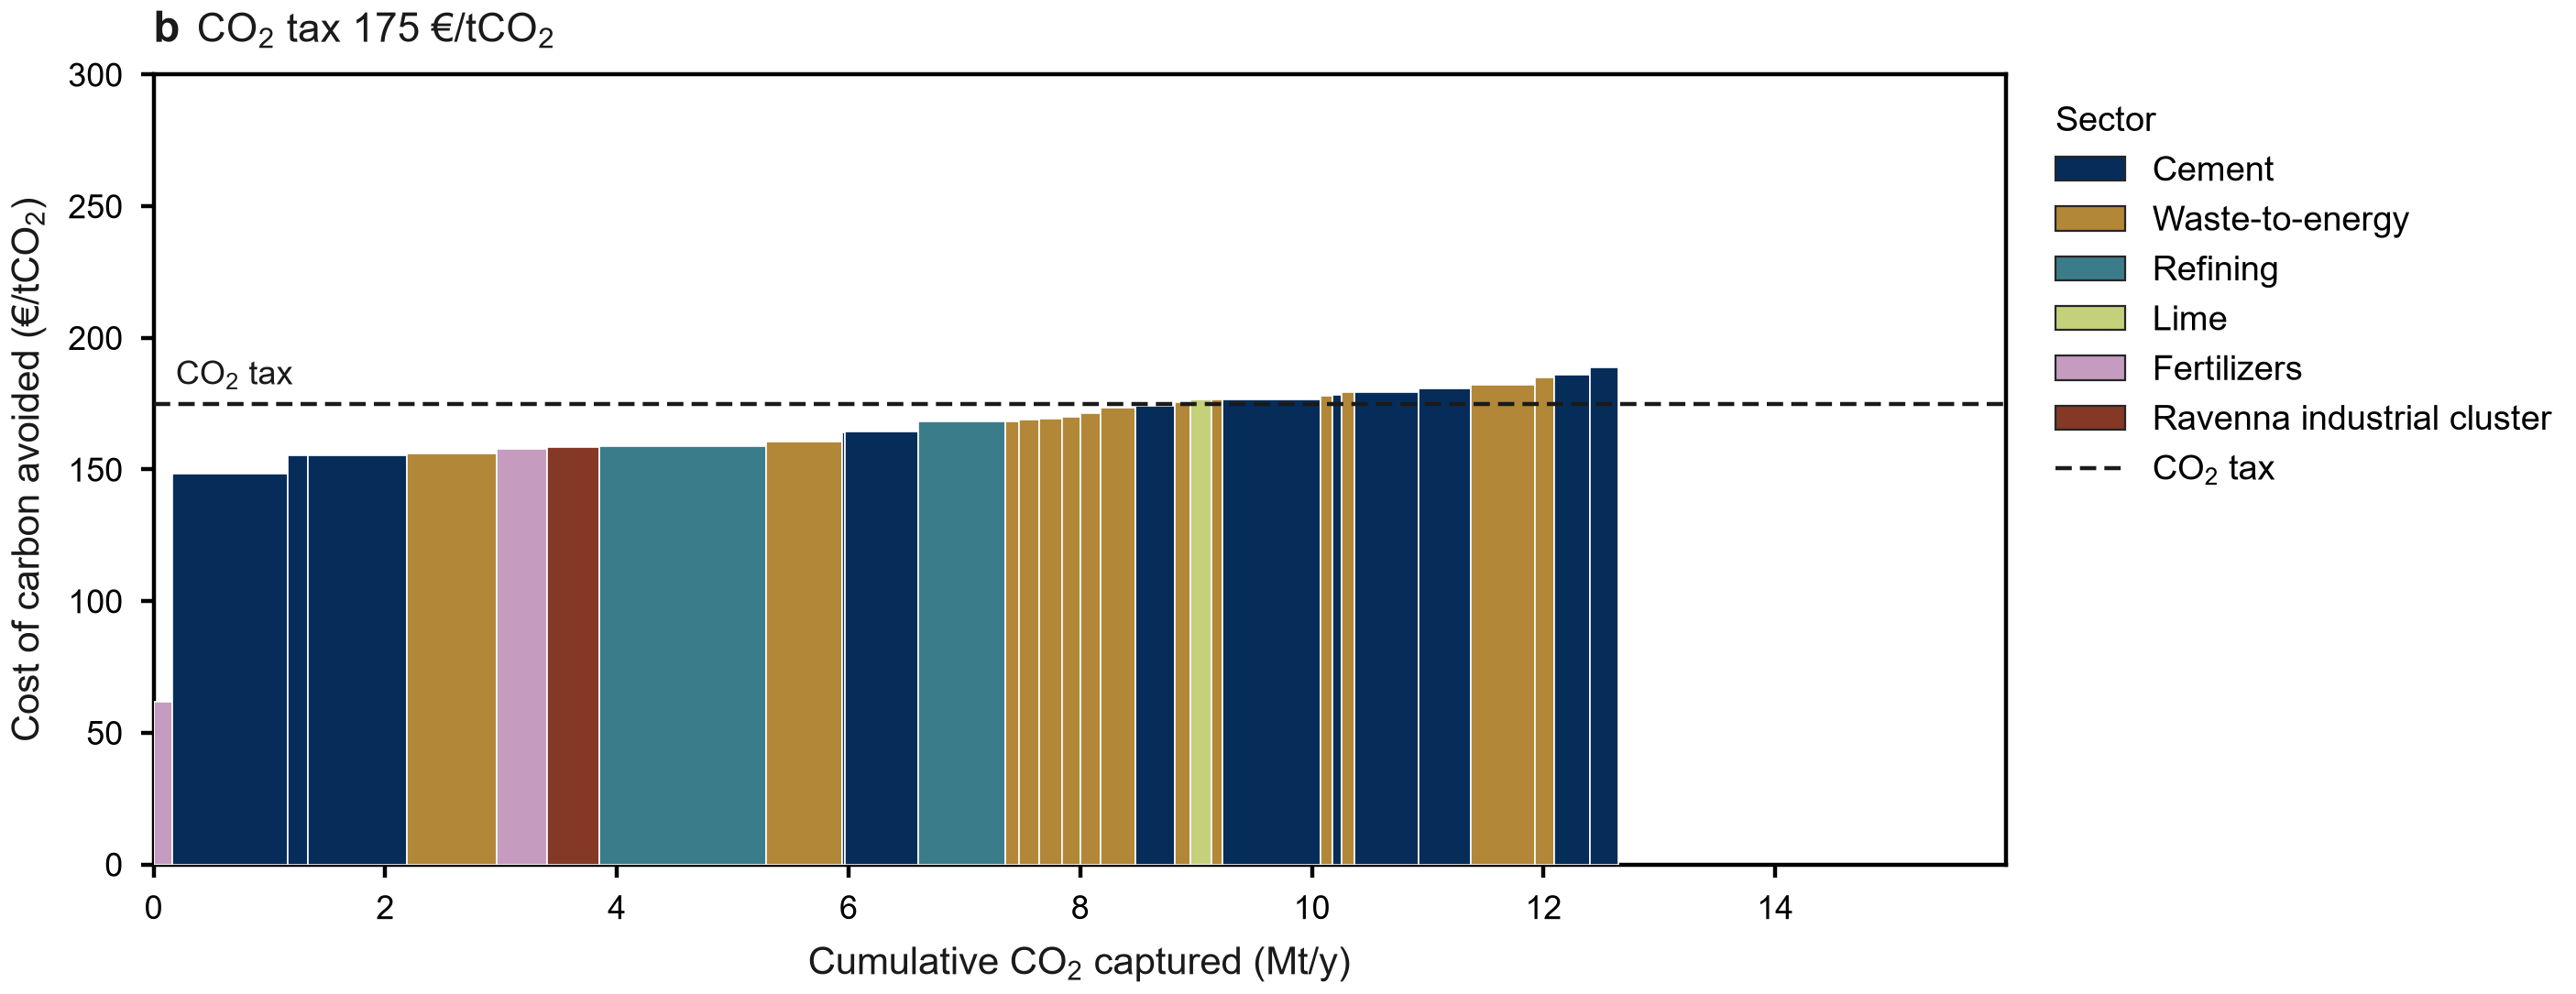 b CO₂ tax 175 €/tCO₂
Cost of carbon avoided (€/tCO₂)
300
250
200
150
100
50
0
CO₂ tax
0 2 4 6 8 10 12 14
Cumulative CO₂ captured (Mt/y)
Sector
Cement
Waste-to-energy
Refining
Lime
Fertilizers
Ravenna industrial cluster
CO₂ tax